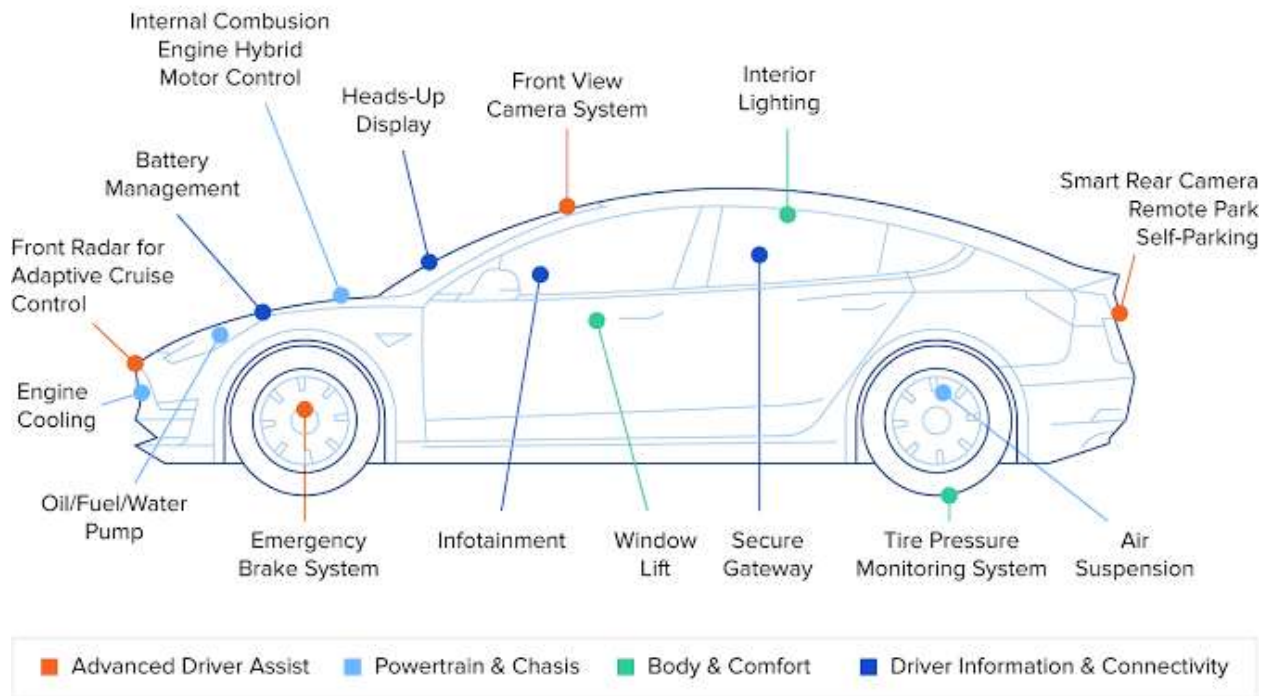 Internal Combusion
Engine Hybrid
Motor Control
Heads-Up
Display
Front View
Camera System
Interior
Lighting
Battery
Management
Smart Rear Camera
Remote Park
Self-Parking
Front Radar for
Adaptive Cruise
Control
Engine
Cooling
Oil/Fuel/Water
Pump
Emergency
Brake System
Infotainment
Window
Lift
Secure
Gateway
Tire Pressure
Monitoring System
Air
Suspension
Advanced Driver Assist
Powertrain & Chasis
Body & Comfort
Driver Information & Connectivity